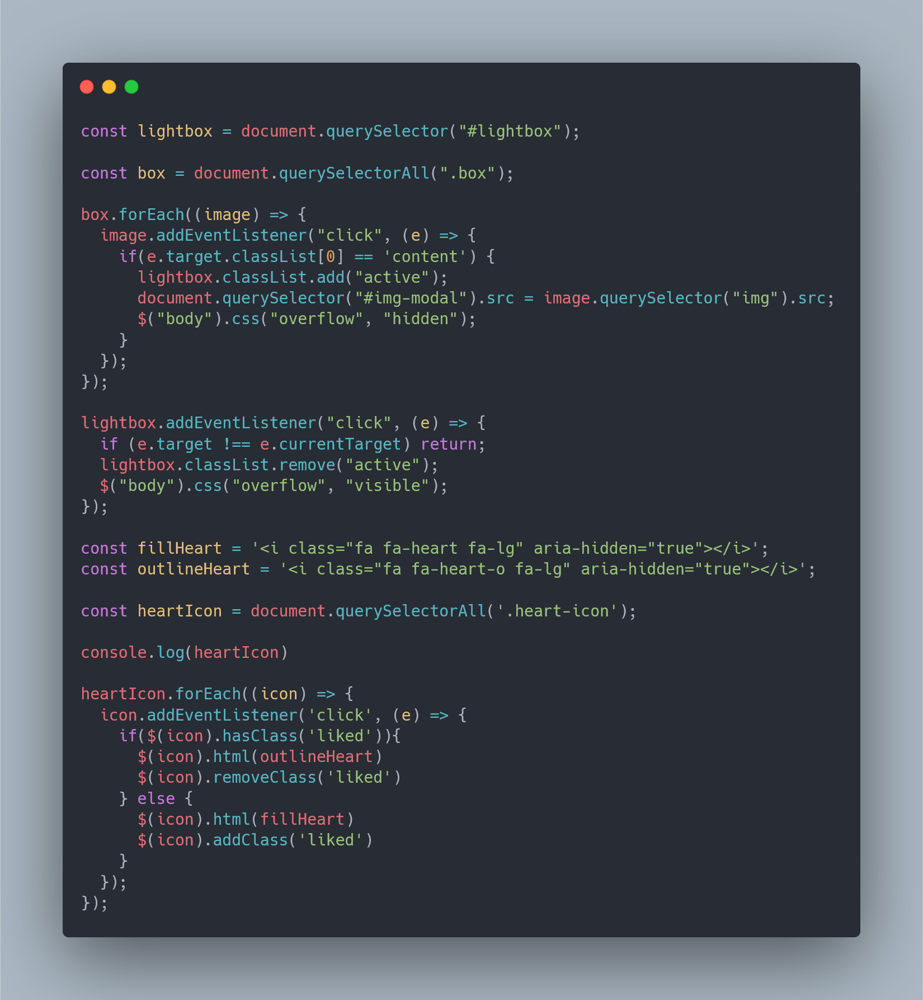 const lightbox = document.querySelector("#lightbox");
const box = document.querySelectorAll(".box");
box.forEach((image) => {
  image.addEventListener("click", (e) => {
    if(e.target.classList[0] == 'content') {
      lightbox.classList.add("active");
      document.querySelector("#img-modal").src = image.querySelector("img").src;
      $("body").css("overflow", "hidden");
    }
  });
});
lightbox.addEventListener("click", (e) => {
  if (e.target !== e.currentTarget) return;
  lightbox.classList.remove("active");
  $("body").css("overflow", "visible");
});
const fillHeart = '<i class="fa fa-heart fa-lg" aria-hidden="true"></i>';
const outlineHeart = '<i class="fa fa-heart-o fa-lg" aria-hidden="true"></i>';
const heartIcon = document.querySelectorAll('.heart-icon');
console.log(heartIcon)
heartIcon.forEach((icon) => {
  icon.addEventListener('click', (e) => {
    if($(icon).hasClass('liked')){
      $(icon).html(outlineHeart)
      $(icon).removeClass('liked')
    } else {
      $(icon).html(fillHeart)
      $(icon).addClass('liked')
    }
  });
});